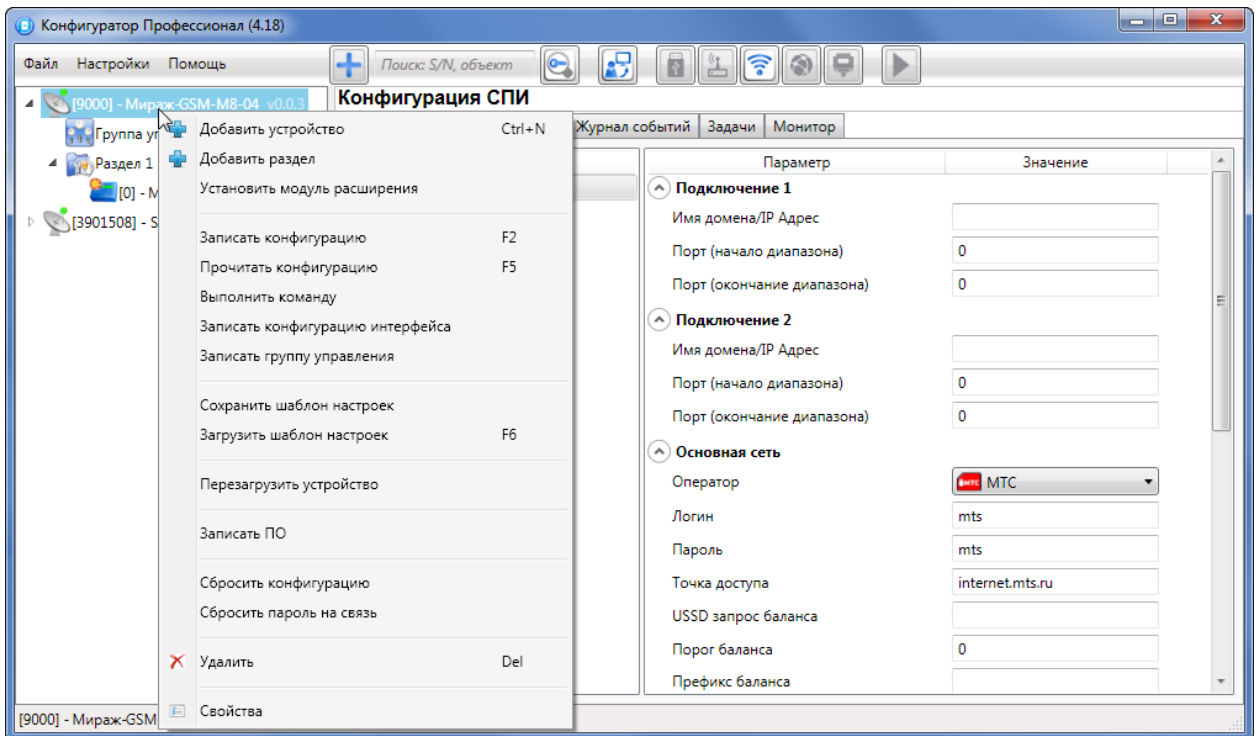 Конфигуратор Профессионал (4.18)
Файл Настройки Помощь Поиск: S/N, объект
[9000] - Мираж-GSM-M8-04 v0.0.3
Группа
Раздел 1
[0] - M
[3901508] - S
Конфигурация СПИ
Журнал событий Задачи Монитор
Добавить устройство Ctrl+N
Добавить раздел
Установить модуль расширения
Записать конфигурацию F2
Прочитать конфигурацию F5
Выполнить команду
Записать конфигурацию интерфейса
Записать группу управления
Сохранить шаблон настроек
Загрузить шаблон настроек F6
Перезагрузить устройство
Записать ПО
Сбросить конфигурацию
Сбросить пароль на связь
Удалить Del
Свойства
Параметр Значение
Подключение 1
Имя домена/IP Адрес
Порт (начало диапазона) 0
Порт (окончание диапазона) 0
Подключение 2
Имя домена/IP Адрес
Порт (начало диапазона) 0
Порт (окончание диапазона) 0
Основная сеть
Оператор МТС
Логин mts
Пароль mts
Точка доступа internet.mts.ru
USSD запрос баланса
Порог баланса 0
Префикс баланса
[9000] - Мираж-GSM